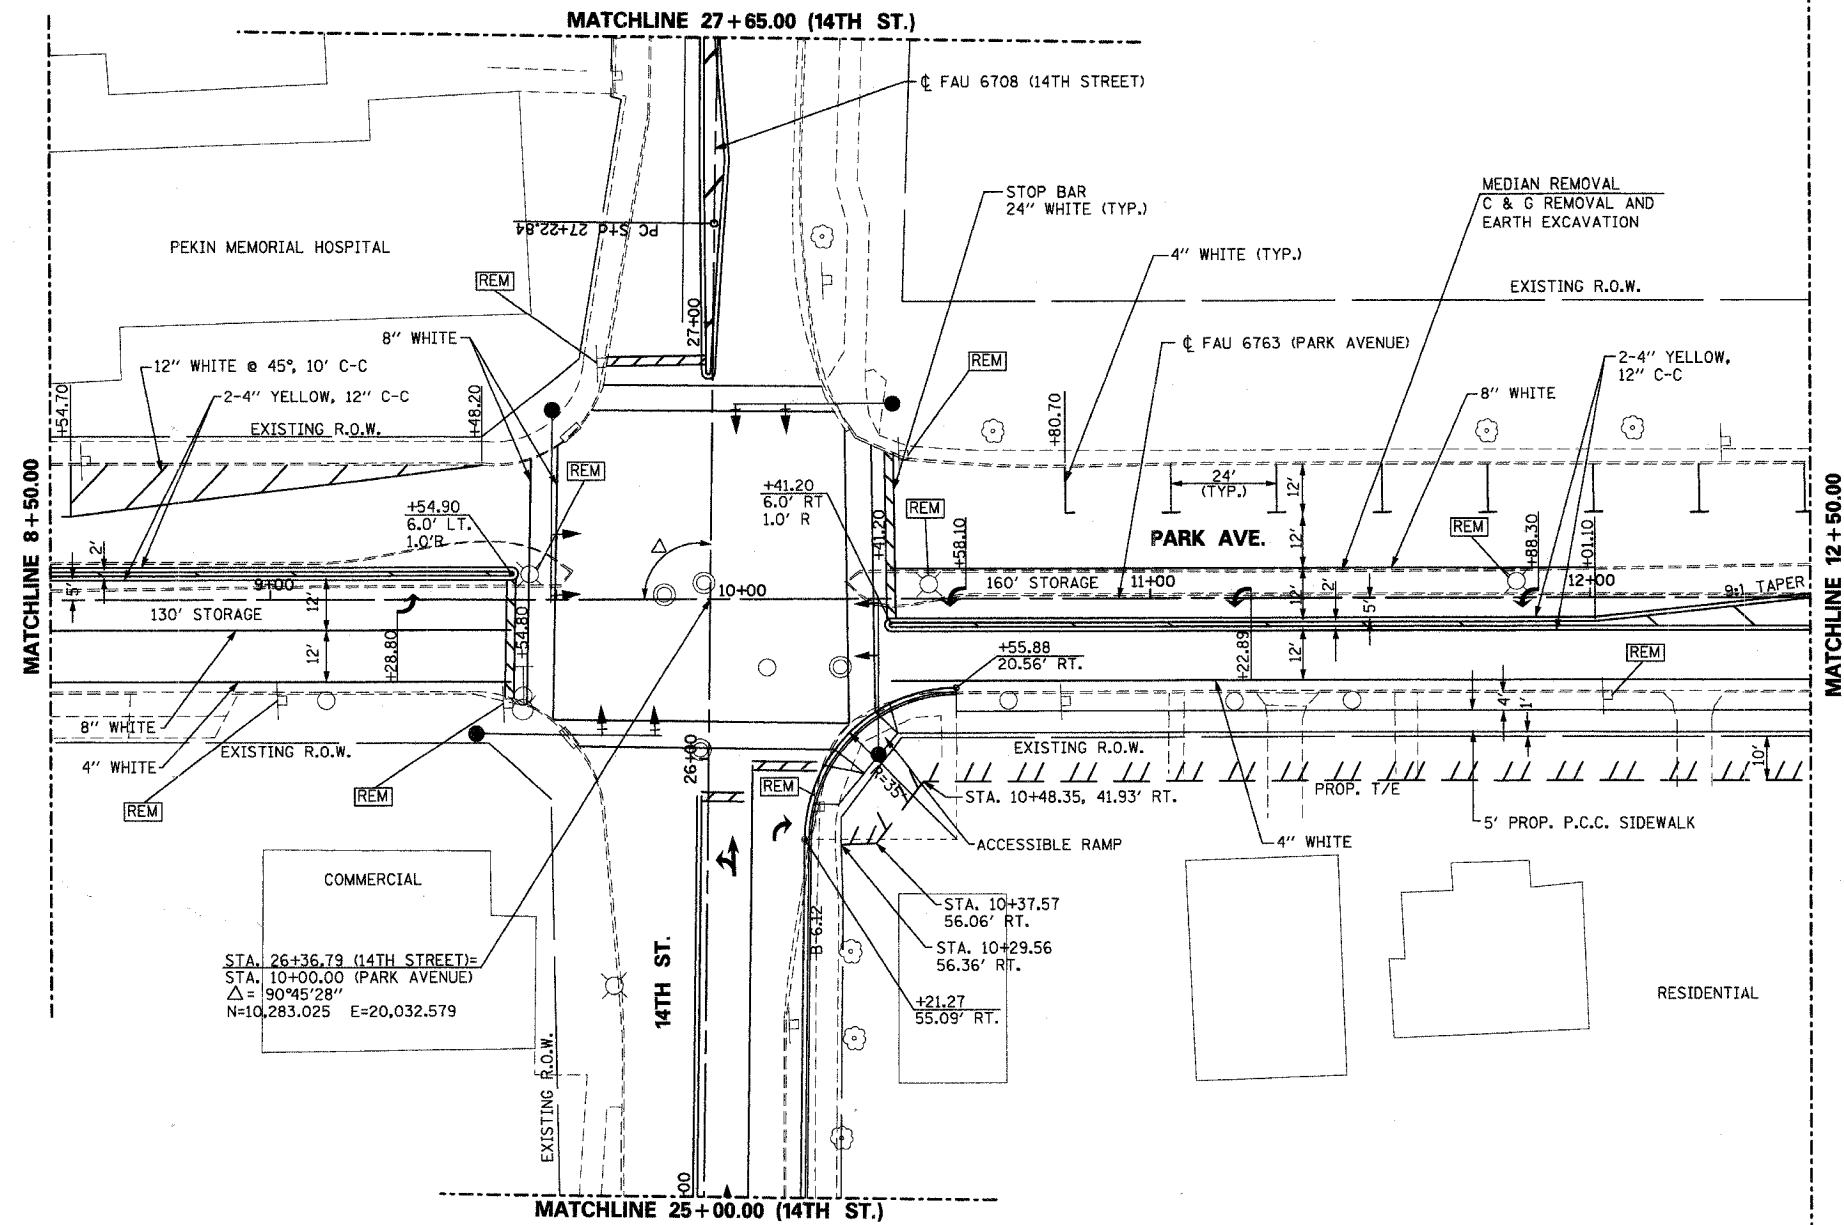 MATCHLINE 27+65.00 (14TH ST.)
℄ FAU 6708 (14TH STREET)
STOP BAR
24" WHITE (TYP.)
MEDIAN REMOVAL
C & G REMOVAL AND
EARTH EXCAVATION
PC Sta 27+22.84
PEKIN MEMORIAL HOSPITAL
4" WHITE (TYP.)
REM
EXISTING R.O.W.
27+00
8" WHITE
℄ FAU 6763 (PARK AVENUE)
12" WHITE @ 45°, 10' C-C
REM
2-4" YELLOW,
12" C-C
2-4" YELLOW, 12" C-C
8" WHITE
+54.70
+48.20
EXISTING R.O.W.
+80.70
MATCHLINE 8+50.00
REM
24'
(TYP.)
12'
+41.20
6.0' RT
1.0' R
+54.90
6.0' LT.
1.0'R
REM
REM
+41.20
+58.10
PARK AVE.
12'
+88.30
+01.10
MATCHLINE 12+50.00
2'
5'
9+00
12'
130' STORAGE
△
10+00
160' STORAGE
11+00
12'
2'
5'
12+00
9:1 TAPER
12'
+28.80
+54.80
+55.88
20.56' RT.
+22.89
12'
REM
8" WHITE
4" WHITE
EXISTING R.O.W.
26+00
EXISTING R.O.W.
4'
1'
10'
REM
REM
REM
R=35'
STA. 10+48.35, 41.93' RT.
PROP. T/E
5' PROP. P.C.C. SIDEWALK
ACCESSIBLE RAMP
4" WHITE
COMMERCIAL
STA. 10+37.57
56.06' RT.
B-6.12
STA. 10+29.56
56.36' RT.
STA. 26+36.79 (14TH STREET)=
STA. 10+00.00 (PARK AVENUE)
△= 90°45'28"
N=10,283.025 E=20,032.579
14TH ST.
+21.27
55.09' RT.
RESIDENTIAL
EXISTING R.O.W.
+00
MATCHLINE 25+00.00 (14TH ST.)